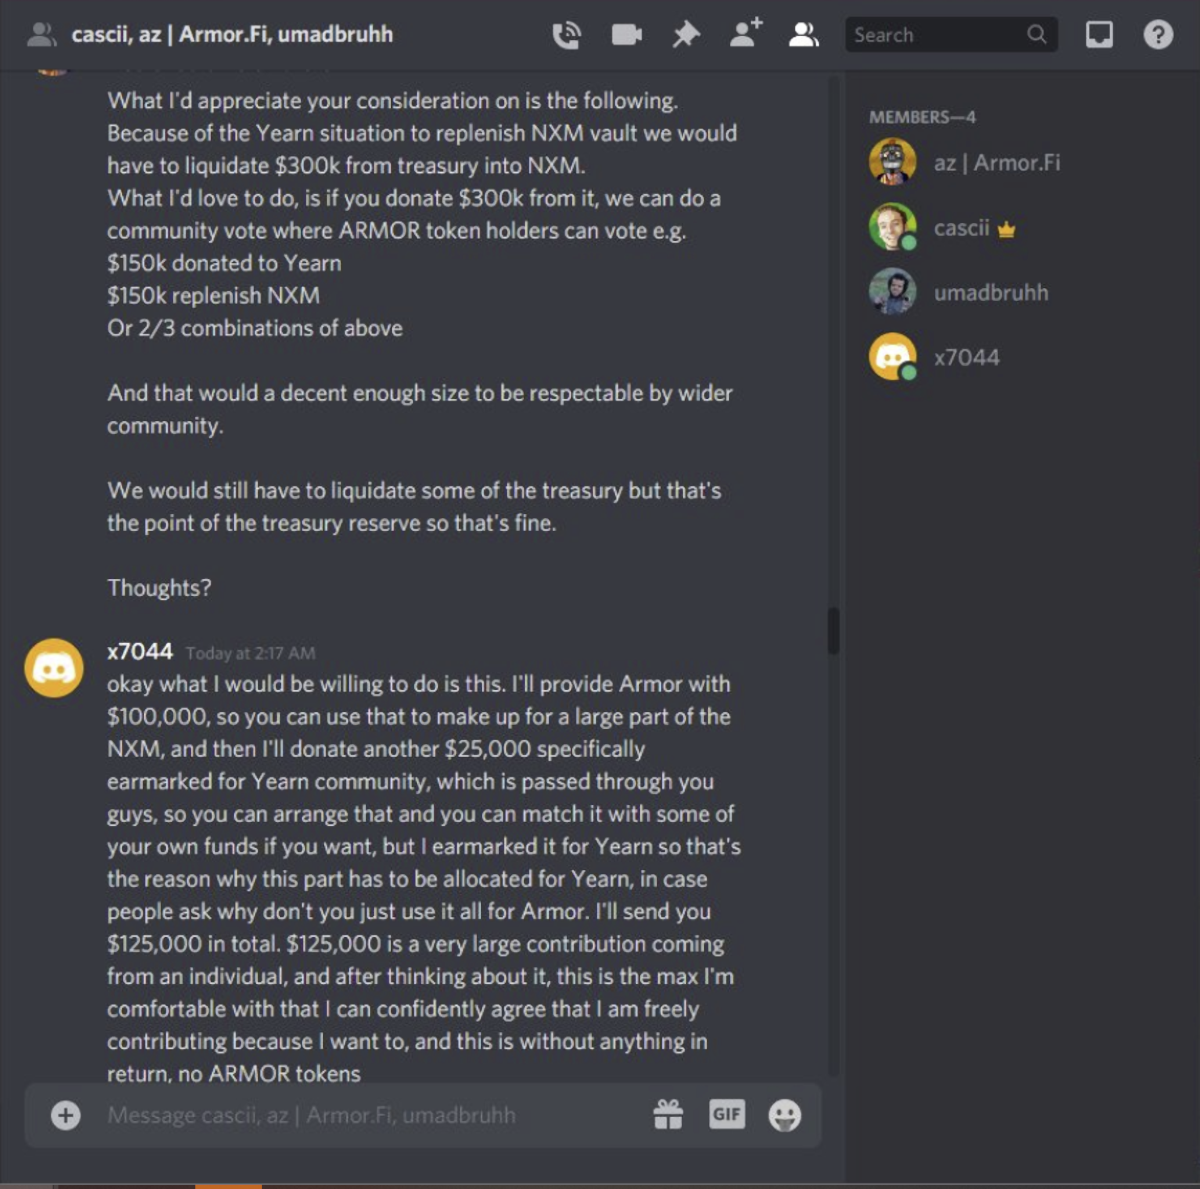 cascii, az | Armor.Fi, umadbruhh
Search
What I'd appreciate your consideration on is the following.
Because of the Yearn situation to replenish NXM vault we would
have to liquidate $300k from treasury into NXM.
What I'd love to do, is if you donate $300k from it, we can do a
community vote where ARMOR token holders can vote e.g.
$150k donated to Yearn
$150k replenish NXM
Or 2/3 combinations of above
And that would a decent enough size to be respectable by wider
community.
We would still have to liquidate some of the treasury but that's
the point of the treasury reserve so that's fine.
Thoughts?
x7044 Today at 2:17 AM
okay what I would be willing to do is this. I'll provide Armor with
$100,000, so you can use that to make up for a large part of the
NXM, and then I'll donate another $25,000 specifically
earmarked for Yearn community, which is passed through you
guys, so you can arrange that and you can match it with some of
your own funds if you want, but I earmarked it for Yearn so that's
the reason why this part has to be allocated for Yearn, in case
people ask why don't you just use it all for Armor. I'll send you
$125,000 in total. $125,000 is a very large contribution coming
from an individual, and after thinking about it, this is the max I'm
comfortable with that I can confidently agree that I am freely
contributing because I want to, and this is without anything in
return, no ARMOR tokens
Message cascii, az | Armor.Fi, umadbruhh
GIF
MEMBERS—4
az | Armor.Fi
cascii
umadbruhh
x7044